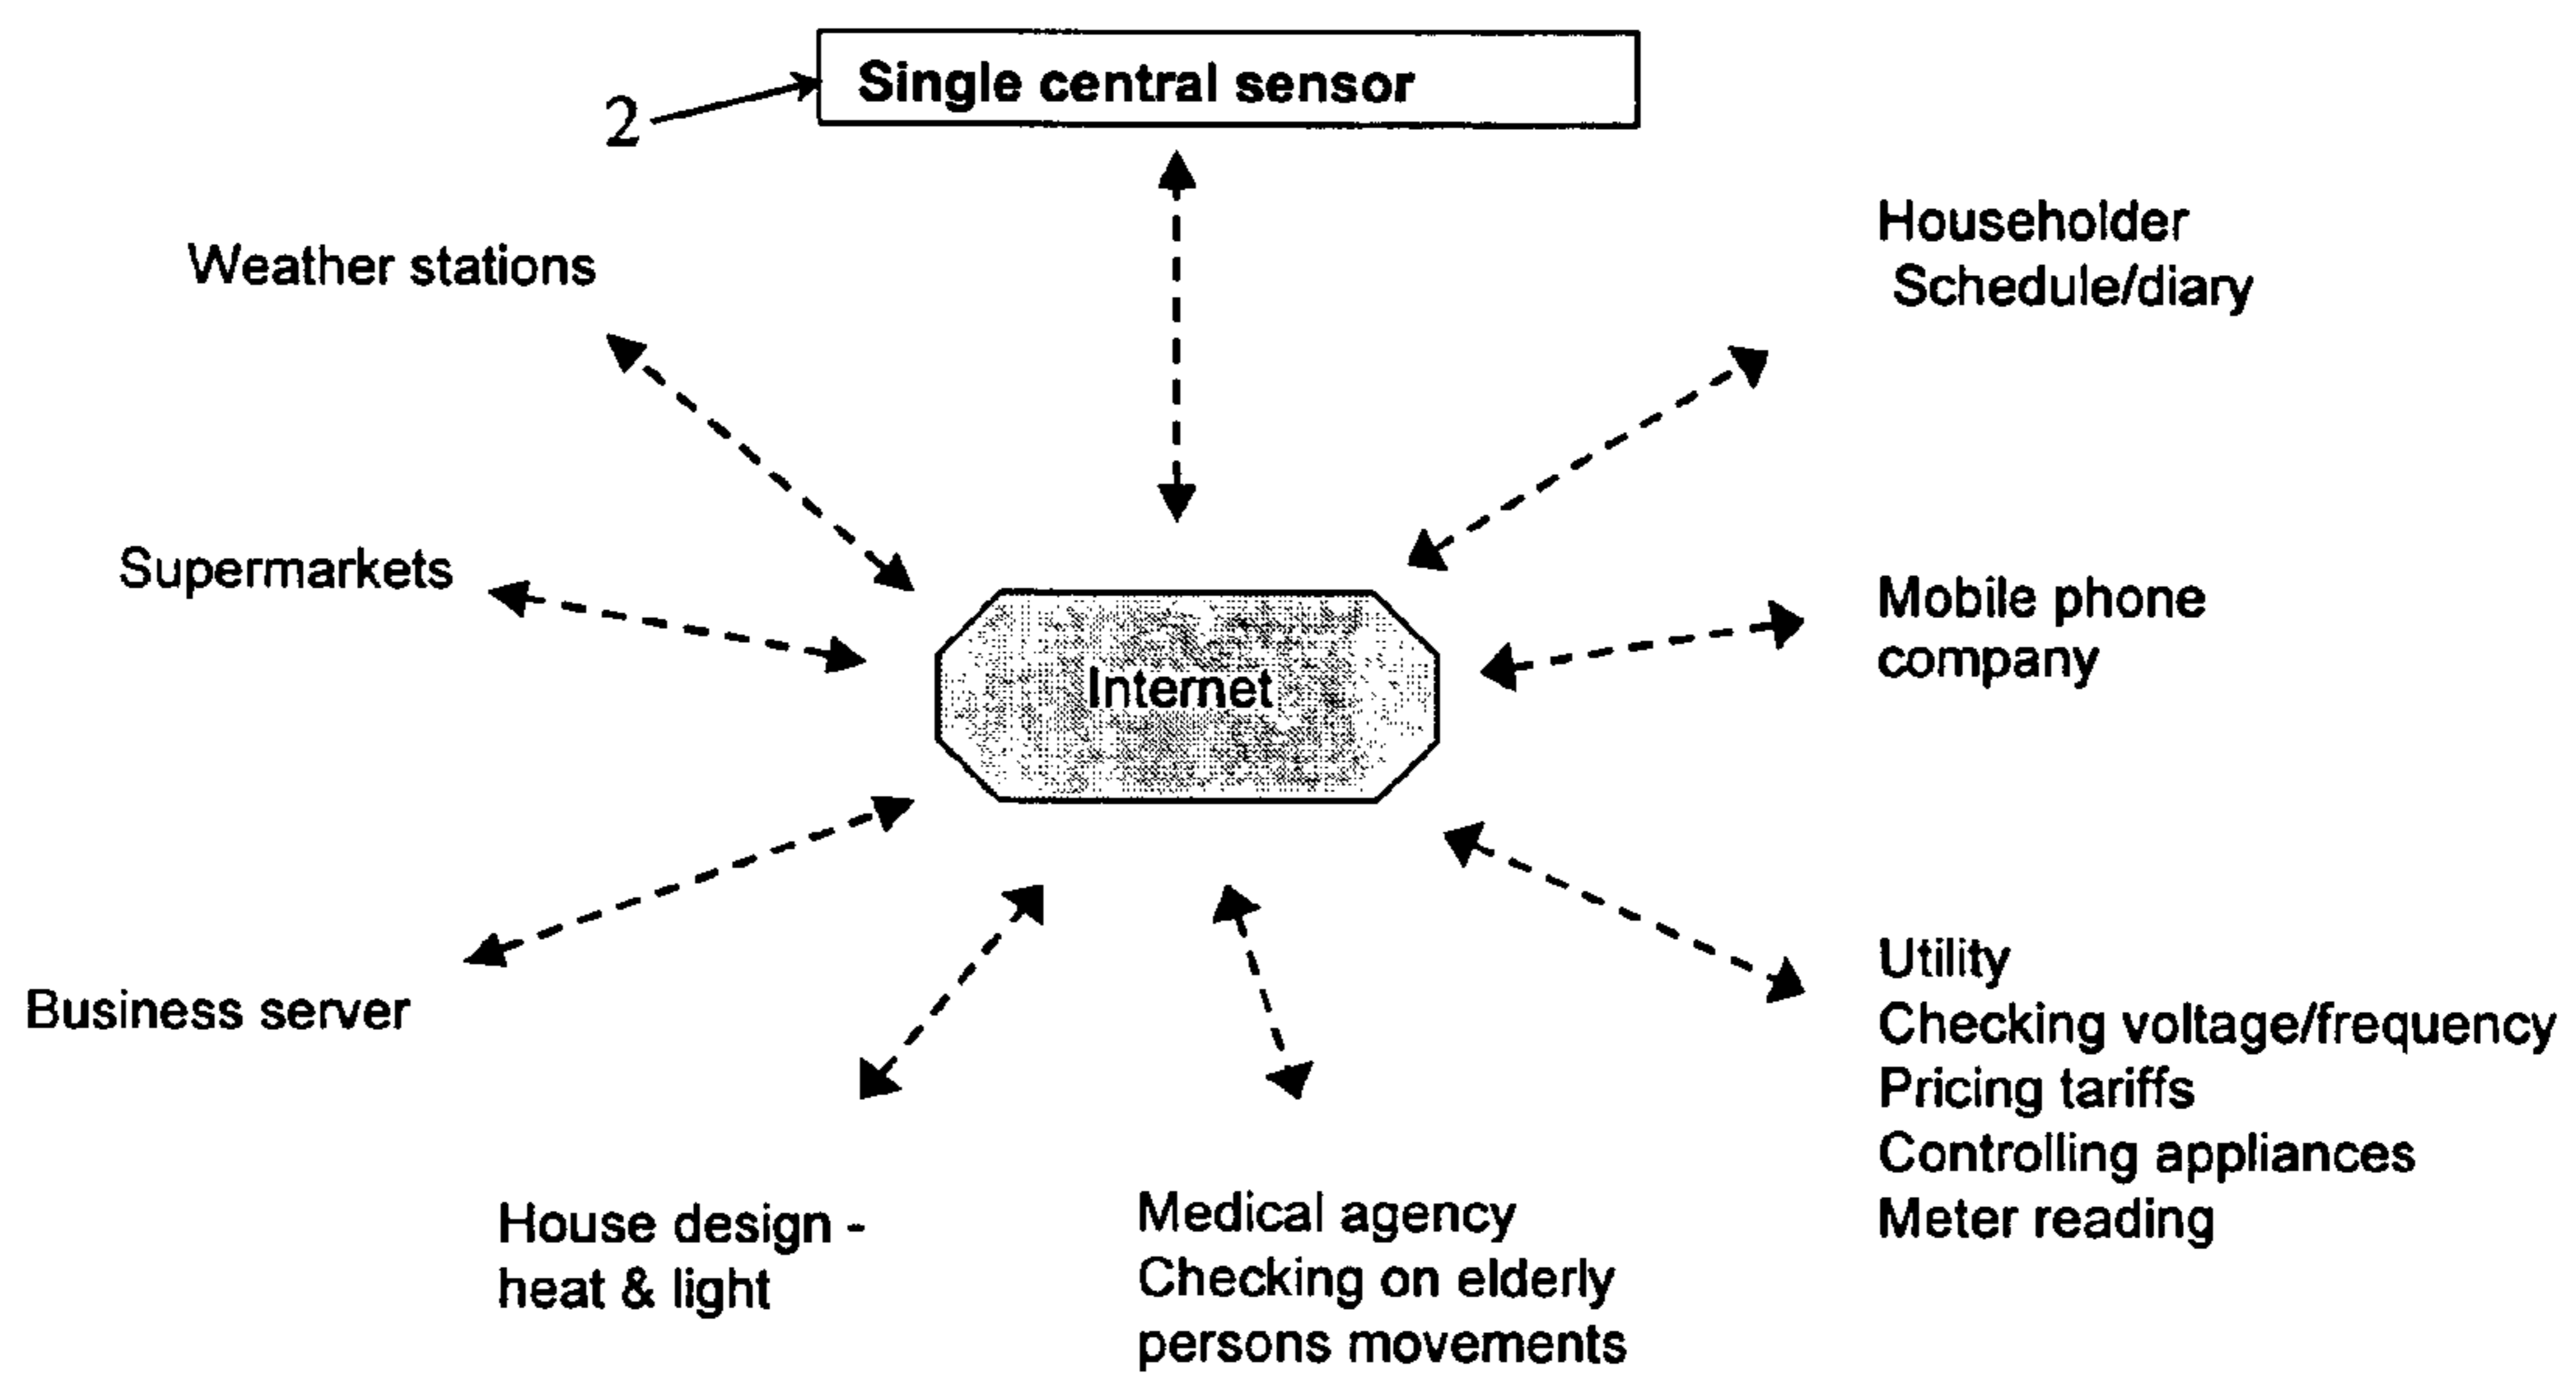 Single central sensor
2
Weather stations
Householder
Schedule/diary
Supermarkets
Mobile phone
company
Internet
Business server
Utility
Checking voltage/frequency
Pricing tariffs
Controlling appliances
Meter reading
House design -
heat & light
Medical agency
Checking on elderly
persons movements